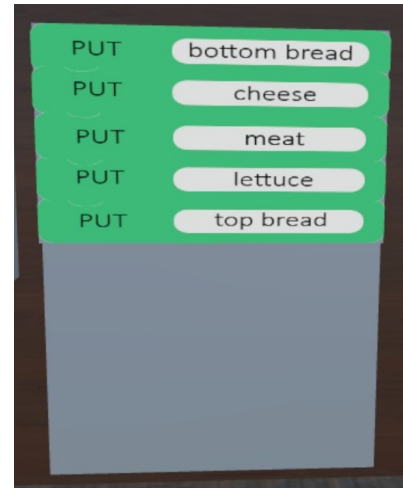 PUT bottom bread
PUT cheese
PUT meat
PUT lettuce
PUT top bread